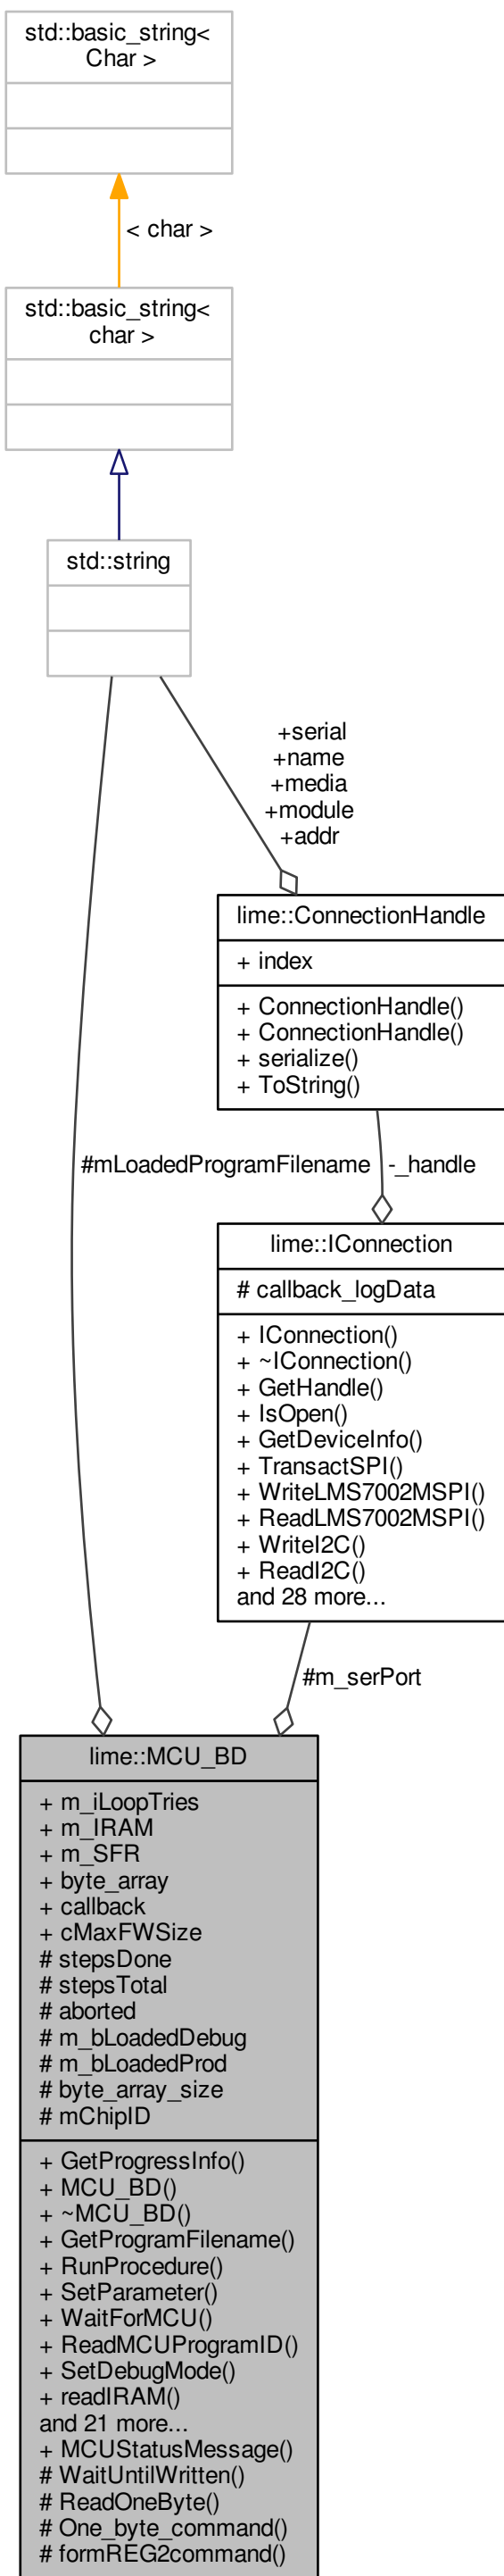 std::basic_string<
Char >
< char >
std::basic_string<
char >
std::string
+serial
+name
+media
+module
+addr
lime::ConnectionHandle
+ index
+ ConnectionHandle()
+ ConnectionHandle()
+ serialize()
+ ToString()
#mLoadedProgramFilename
-_handle
lime::IConnection
# callback_logData
+ IConnection()
+ ~IConnection()
+ GetHandle()
+ IsOpen()
+ GetDeviceInfo()
+ TransactSPI()
+ WriteLMS7002MSPI()
+ ReadLMS7002MSPI()
+ WriteI2C()
+ ReadI2C()
and 28 more...
#m_serPort
lime::MCU_BD
+ m_iLoopTries
+ m_IRAM
+ m_SFR
+ byte_array
+ callback
+ cMaxFWSize
# stepsDone
# stepsTotal
# aborted
# m_bLoadedDebug
# m_bLoadedProd
# byte_array_size
# mChipID
+ GetProgressInfo()
+ MCU_BD()
+ ~MCU_BD()
+ GetProgramFilename()
+ RunProcedure()
+ SetParameter()
+ WaitForMCU()
+ ReadMCUProgramID()
+ SetDebugMode()
+ readIRAM()
and 21 more...
+ MCUStatusMessage()
# WaitUntilWritten()
# ReadOneByte()
# One_byte_command()
# formREG2command()